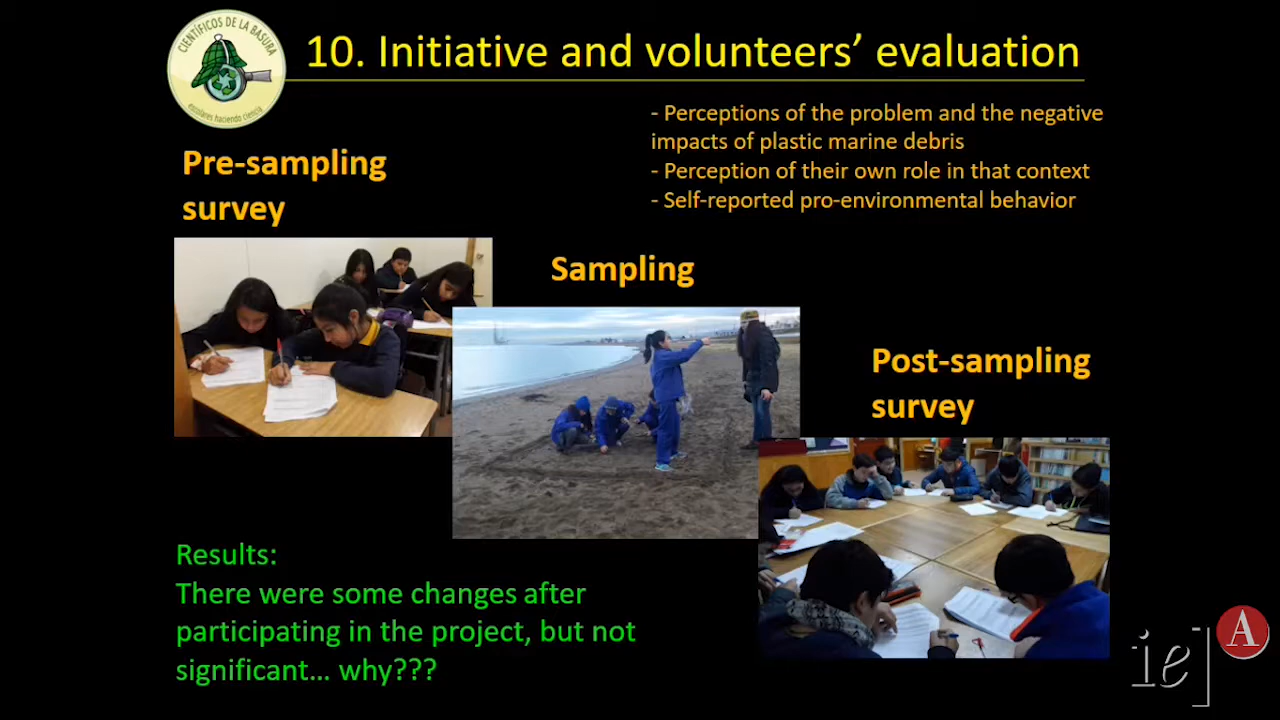 CIENTÍFICOS DE LA BASURA
escolares haciendo ciencia
10. Initiative and volunteers’ evaluation
- Perceptions of the problem and the negative
impacts of plastic marine debris
- Perception of their own role in that context
- Self-reported pro-environmental behavior
Pre-sampling
survey
Sampling
Post-sampling
survey
Results:
There were some changes after
participating in the project, but not
significant… why???
ie]
A